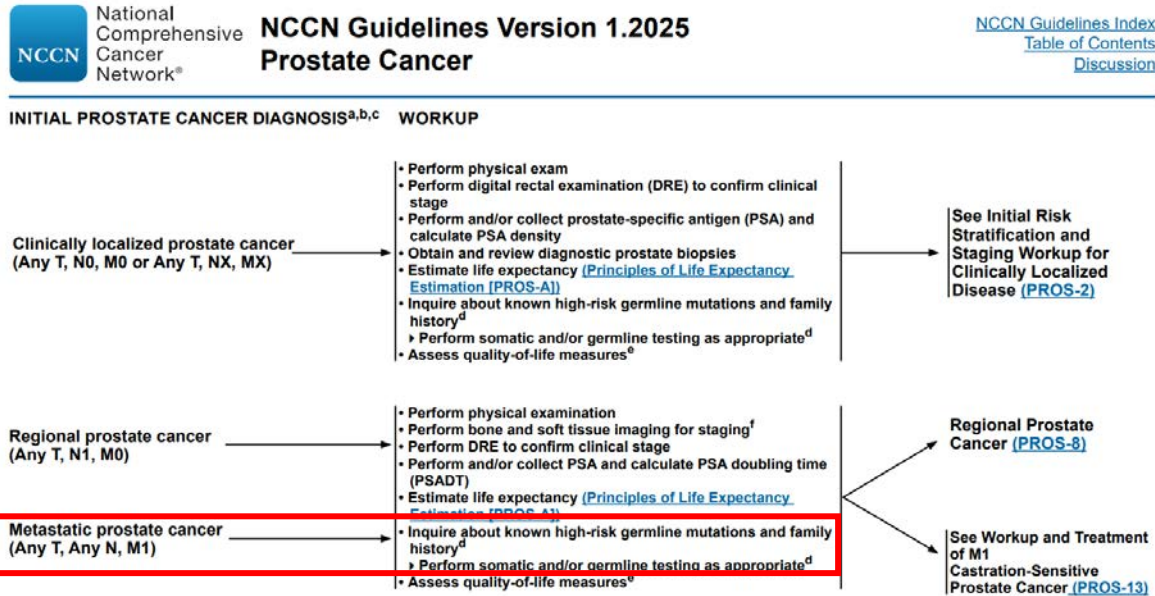 National
Comprehensive
NCCN Cancer
Network®
NCCN Guidelines Version 1.2025
Prostate Cancer
NCCN Guidelines Index
Table of Contents
Discussion
INITIAL PROSTATE CANCER DIAGNOSISa,b,c WORKUP
Clinically localized prostate cancer
(Any T, N0, M0 or Any T, NX, MX)
• Perform physical exam
• Perform digital rectal examination (DRE) to confirm clinical
stage
• Perform and/or collect prostate-specific antigen (PSA) and
calculate PSA density
• Obtain and review diagnostic prostate biopsies
• Estimate life expectancy (Principles of Life Expectancy
Estimation [PROS-A])
• Inquire about known high-risk germline mutations and family
historyd
▸ Perform somatic and/or germline testing as appropriated
• Assess quality-of-life measurese
See Initial Risk
Stratification and
Staging Workup for
Clinically Localized
Disease (PROS-2)
Regional prostate cancer
(Any T, N1, M0)
Metastatic prostate cancer
(Any T, Any N, M1)
• Perform physical examination
• Perform bone and soft tissue imaging for stagingf
• Perform DRE to confirm clinical stage
• Perform and/or collect PSA and calculate PSA doubling time
(PSADT)
• Estimate life expectancy (Principles of Life Expectancy
Estimation [PROS-A])
• Inquire about known high-risk germline mutations and family
historyd
▸ Perform somatic and/or germline testing as appropriated
• Assess quality-of-life measurese
Regional Prostate
Cancer (PROS-8)
See Workup and Treatment
of M1
Castration-Sensitive
Prostate Cancer (PROS-13)